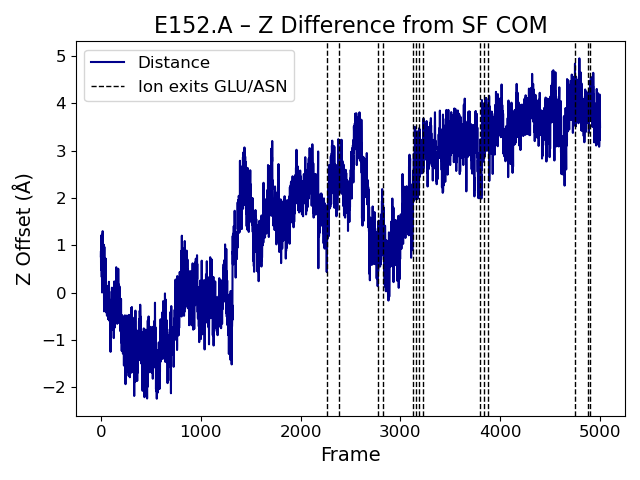 E152.A – Z Difference from SF COM
Distance
Ion exits GLU/ASN
Z Offset (Å)
5
4
3
2
1
0
−1
−2
0 1000 2000 3000 4000 5000
Frame